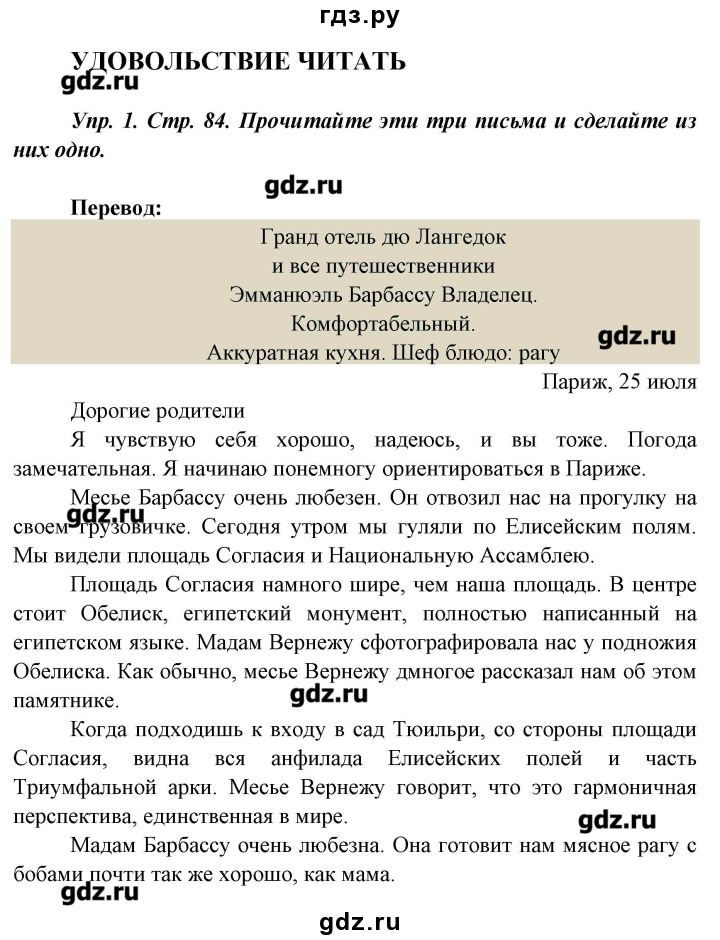 гдз.ру
УДОВОЛЬСТВИЕ ЧИТАТЬ
gdz.ru
Упр. 1. Стр. 84. Прочитайте эти три письма и сделайте из
них одно.
gdz.ru
Перевод:
Гранд отель дю Лангедок
и все путешественники
Эмманюэль Барбассу Владелец.
Комфортабельный.
gdz.ru
Аккуратная кухня. Шеф блюдо: рагу
Париж, 25 июля
Дорогие родители
Я чувствую себя хорошо, надеюсь, и вы тоже. Погода
замечательная. Я начинаю понемногу ориентироваться в Париже.
Месье Барбассу очень любезен. Он отвозил нас на прогулку на
gdz.ru
своем грузовичке. Сегодня утром мы гуляли по Елисейским полям.
Мы видели площадь Согласия и Национальную Ассамблею.
Площадь Согласия намного шире, чем наша площадь. В центре
стоит Обелиск, египетский монумент, полностью написанный на
египетском языке. Мадам Вернежу сфотографировала нас у подножия
Обелиска. Как обычно, месье Вернежу дмногое рассказал нам об этом
gdz.ru
памятнике.
Когда подходишь к входу в сад Тюильри, со стороны площади
Согласия, видна вся анфилада Елисейских полей и часть
Триумфальной арки. Месье Вернежу говорит, что это гармоничная
перспектива, единственная в мире.
gdz.ru
Мадам Барбассу очень любезна. Она готовит нам мясное рагу с
бобами почти так же хорошо, как мама.
gdz.ru
gdz.ru